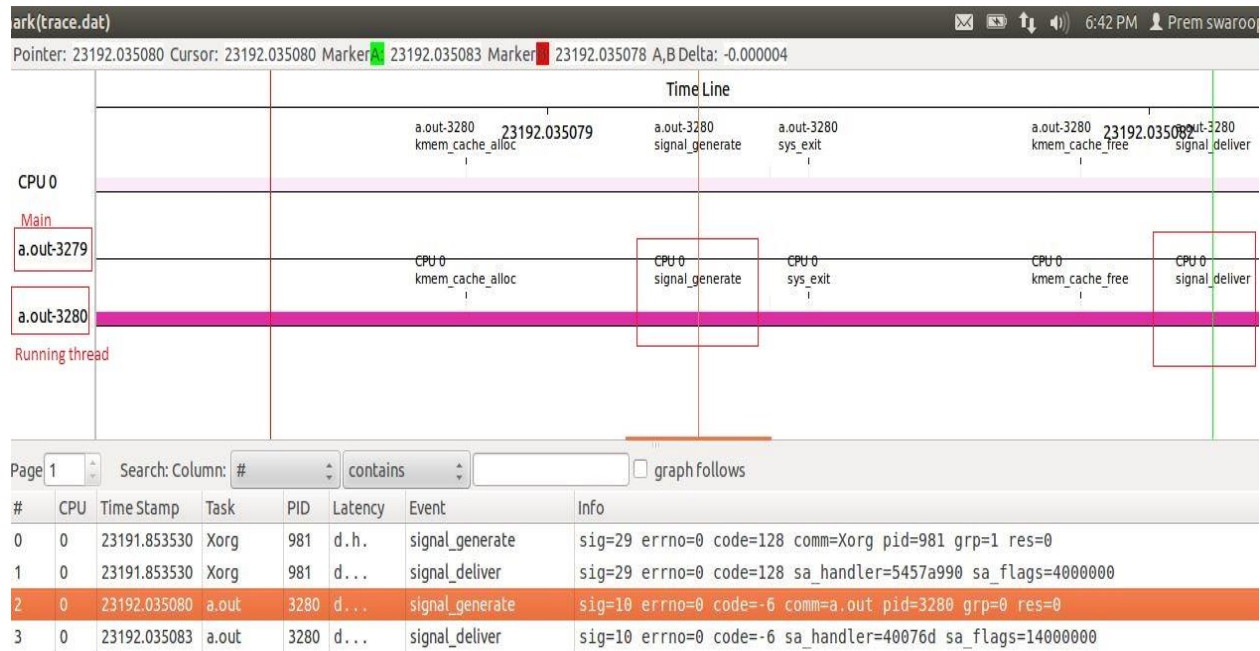 ark(trace.dat)
6:42 PM Prem swaroop
Pointer: 23192.035080 Cursor: 23192.035080 Marker A: 23192.035083 Marker B: 23192.035078 A,B Delta: -0.000004
Time Line
a.out-3280 23192.035079 a.out-3280 a.out-3280 a.out-3280 23192.035082 a.out-3280
kmem_cache_alloc signal_generate sys_exit kmem_cache_free signal_deliver
CPU 0
Main
a.out-3279
CPU 0 CPU 0 CPU 0 CPU 0 CPU 0
kmem_cache_alloc signal_generate sys_exit kmem_cache_free signal_deliver
a.out-3280
Running thread
Page 1 Search: Column: # contains graph follows
# CPU Time Stamp Task PID Latency Event Info
0 0 23191.853530 Xorg 981 d.h. signal_generate sig=29 errno=0 code=128 comm=Xorg pid=981 grp=1 res=0
1 0 23191.853530 Xorg 981 d... signal_deliver sig=29 errno=0 code=128 sa_handler=5457a990 sa_flags=4000000
2 0 23192.035080 a.out 3280 d... signal_generate sig=10 errno=0 code=-6 comm=a.out pid=3280 grp=0 res=0
3 0 23192.035083 a.out 3280 d... signal_deliver sig=10 errno=0 code=-6 sa_handler=40076d sa_flags=14000000